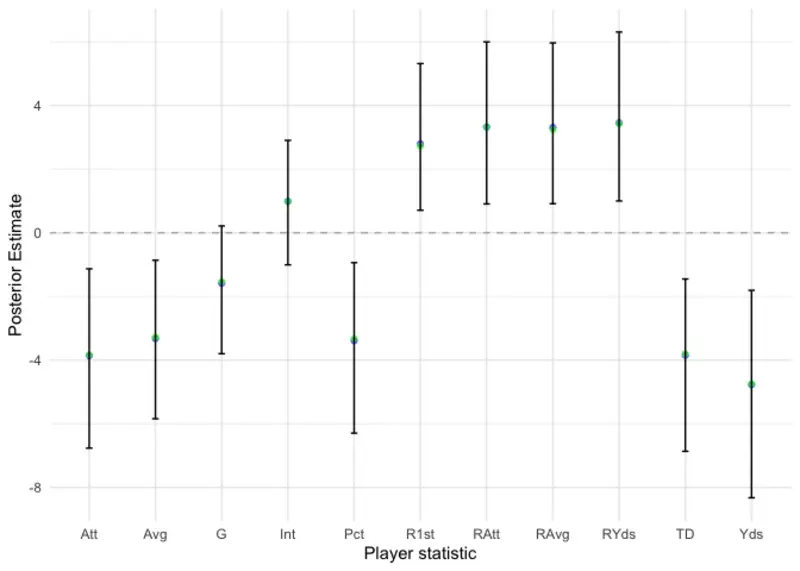 4
0
-4
-8
Posterior Estimate
Att Avg G Int Pct R1st RAtt RAvg RYds TD Yds
Player statistic